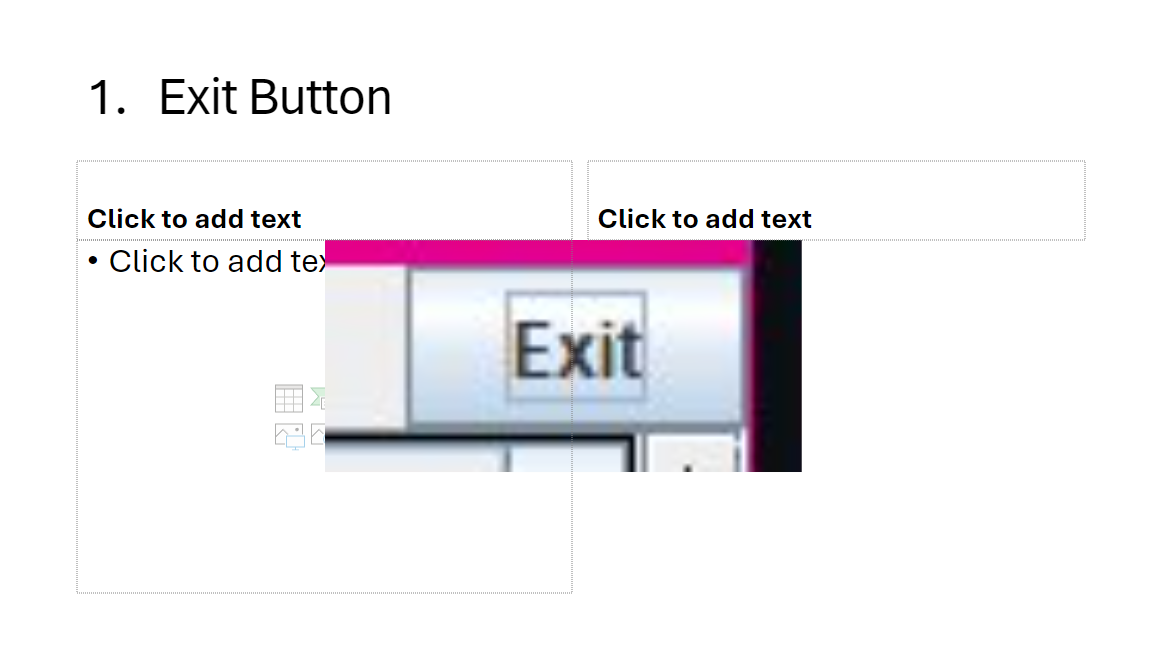 1. Exit Button
Click to add text
Click to add text
• Click to add tex
Exit